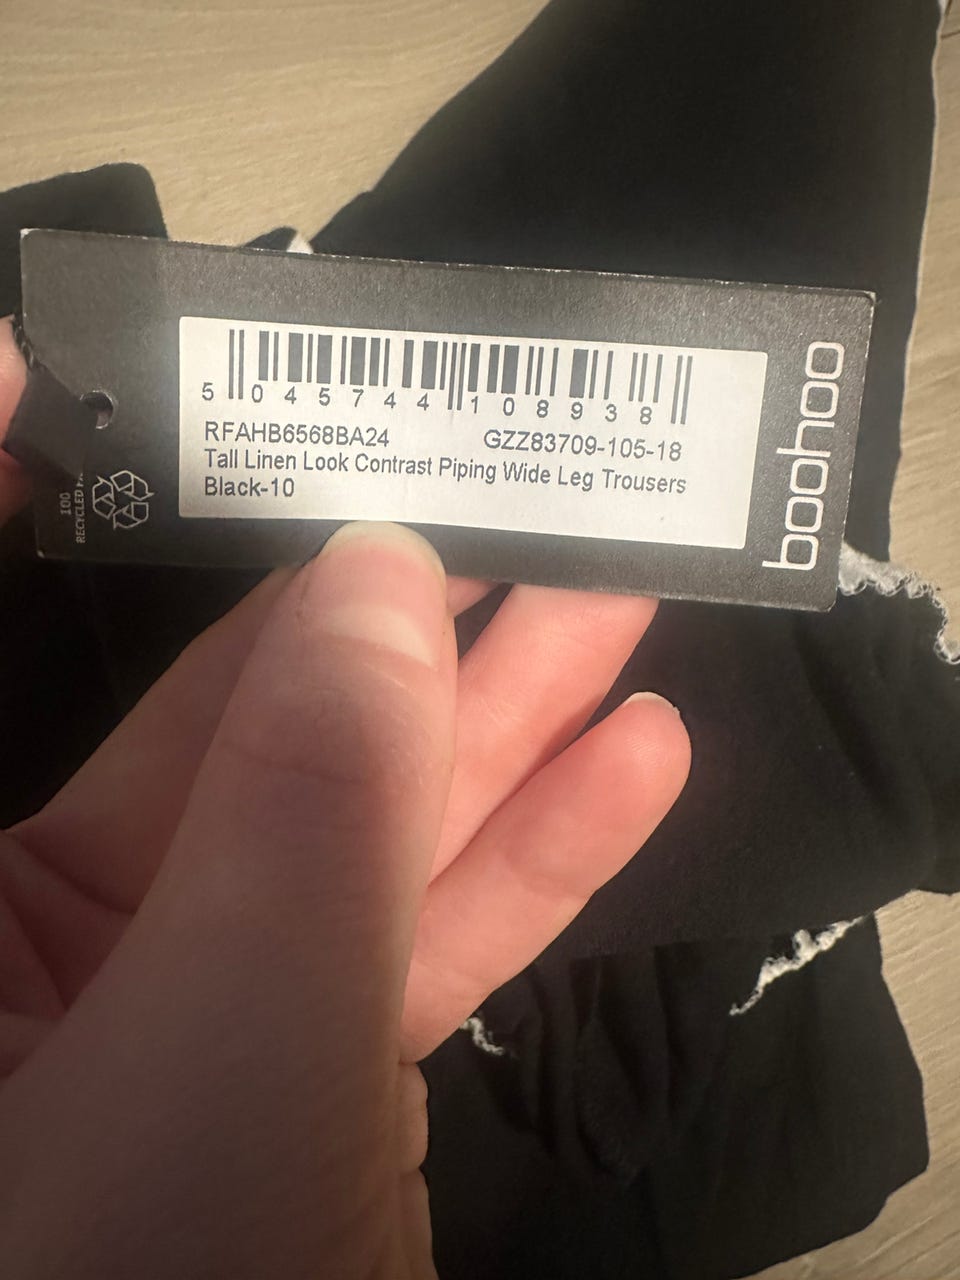 5 045744 108938
RFAHB6568BA24 GZZ83709-105-18
Tall Linen Look Contrast Piping Wide Leg Trousers
Black-10
boohoo
100
RECYCLED